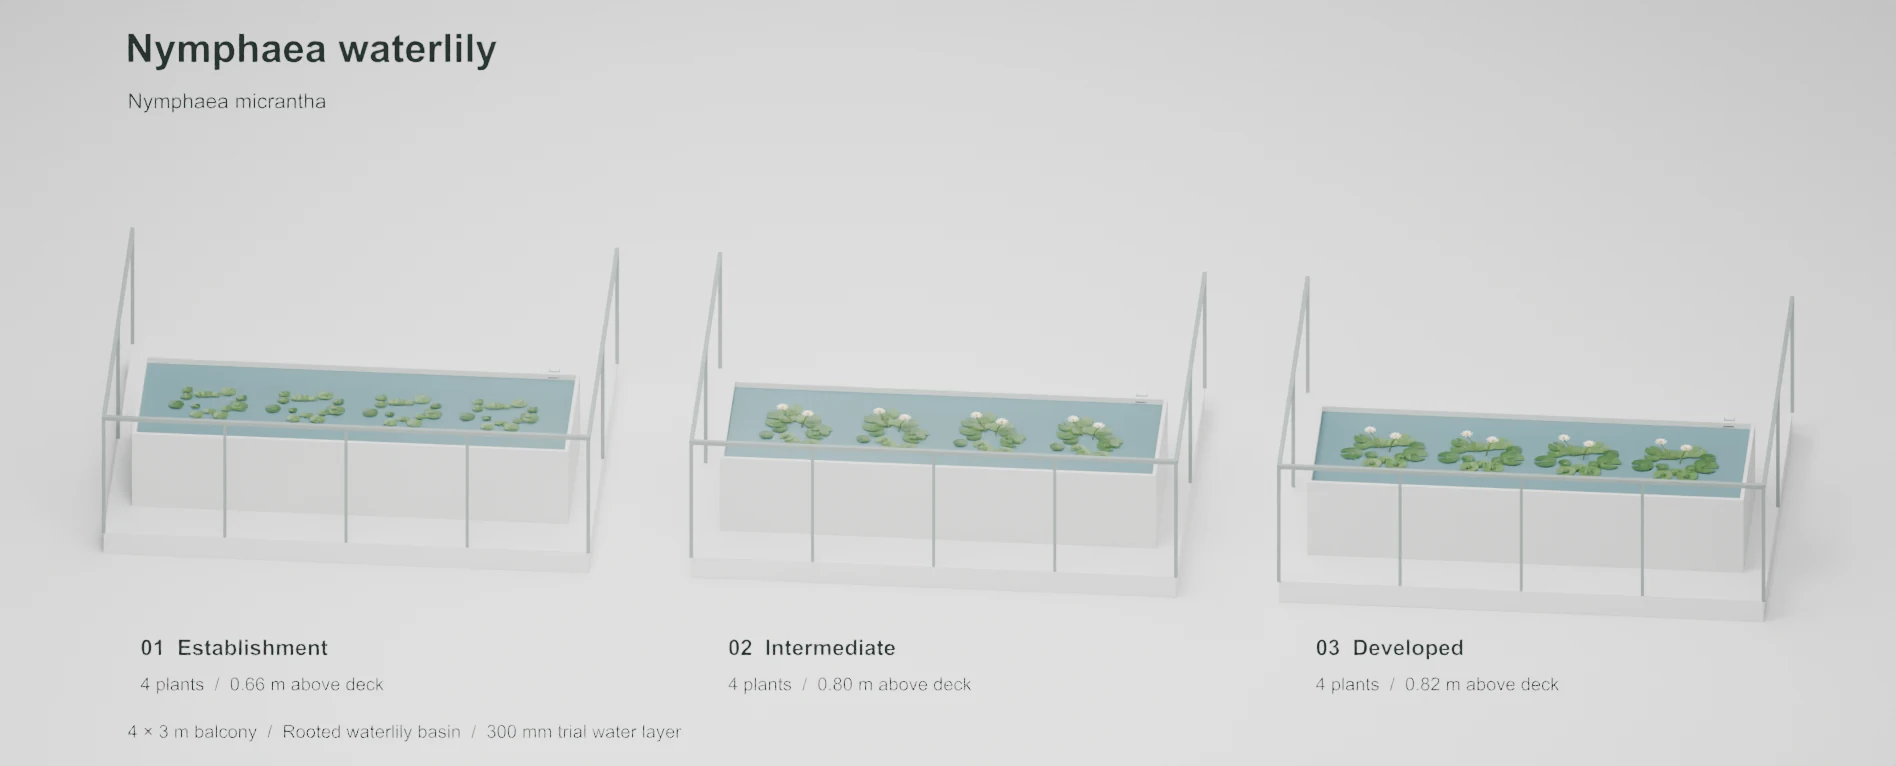 Nymphaea waterlily
Nymphaea micrantha
01 Establishment
4 plants / 0.66 m above deck
02 Intermediate
4 plants / 0.80 m above deck
03 Developed
4 plants / 0.82 m above deck
4 × 3 m balcony / Rooted waterlily basin / 300 mm trial water layer